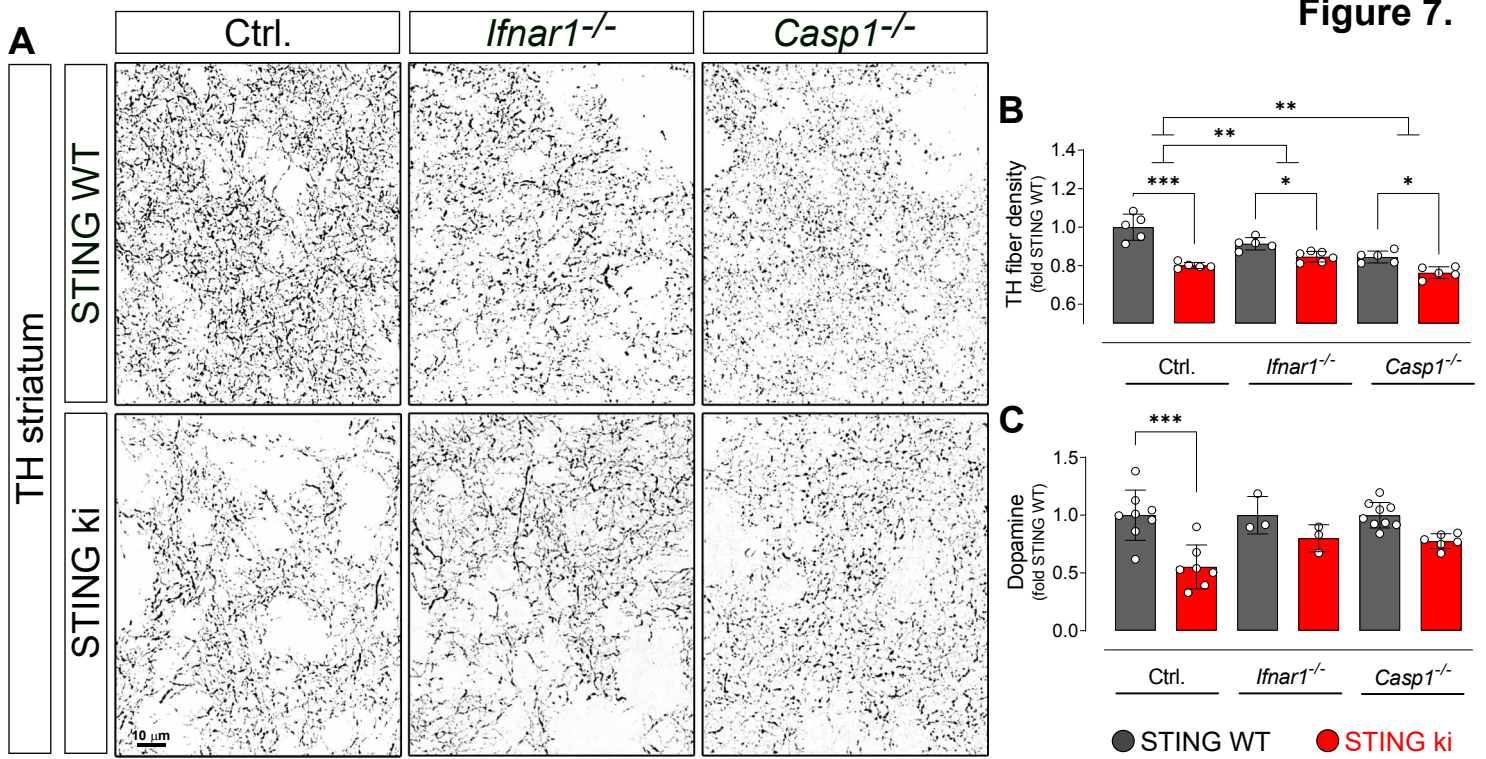 Figure 7.
A
Ctrl.
Ifnar1-/-
Casp1-/-
TH striatum
STING WT
STING ki
10 μm
B
**
**
***
*
*
TH fiber density
(fold STING WT)
1.4
1.2
1.0
0.8
0.6
Ctrl.
Ifnar1-/-
Casp1-/-
C
***
Dopamine
(fold STING WT)
1.5
1.0
0.5
0.0
Ctrl.
Ifnar1-/-
Casp1-/-
STING WT
STING ki